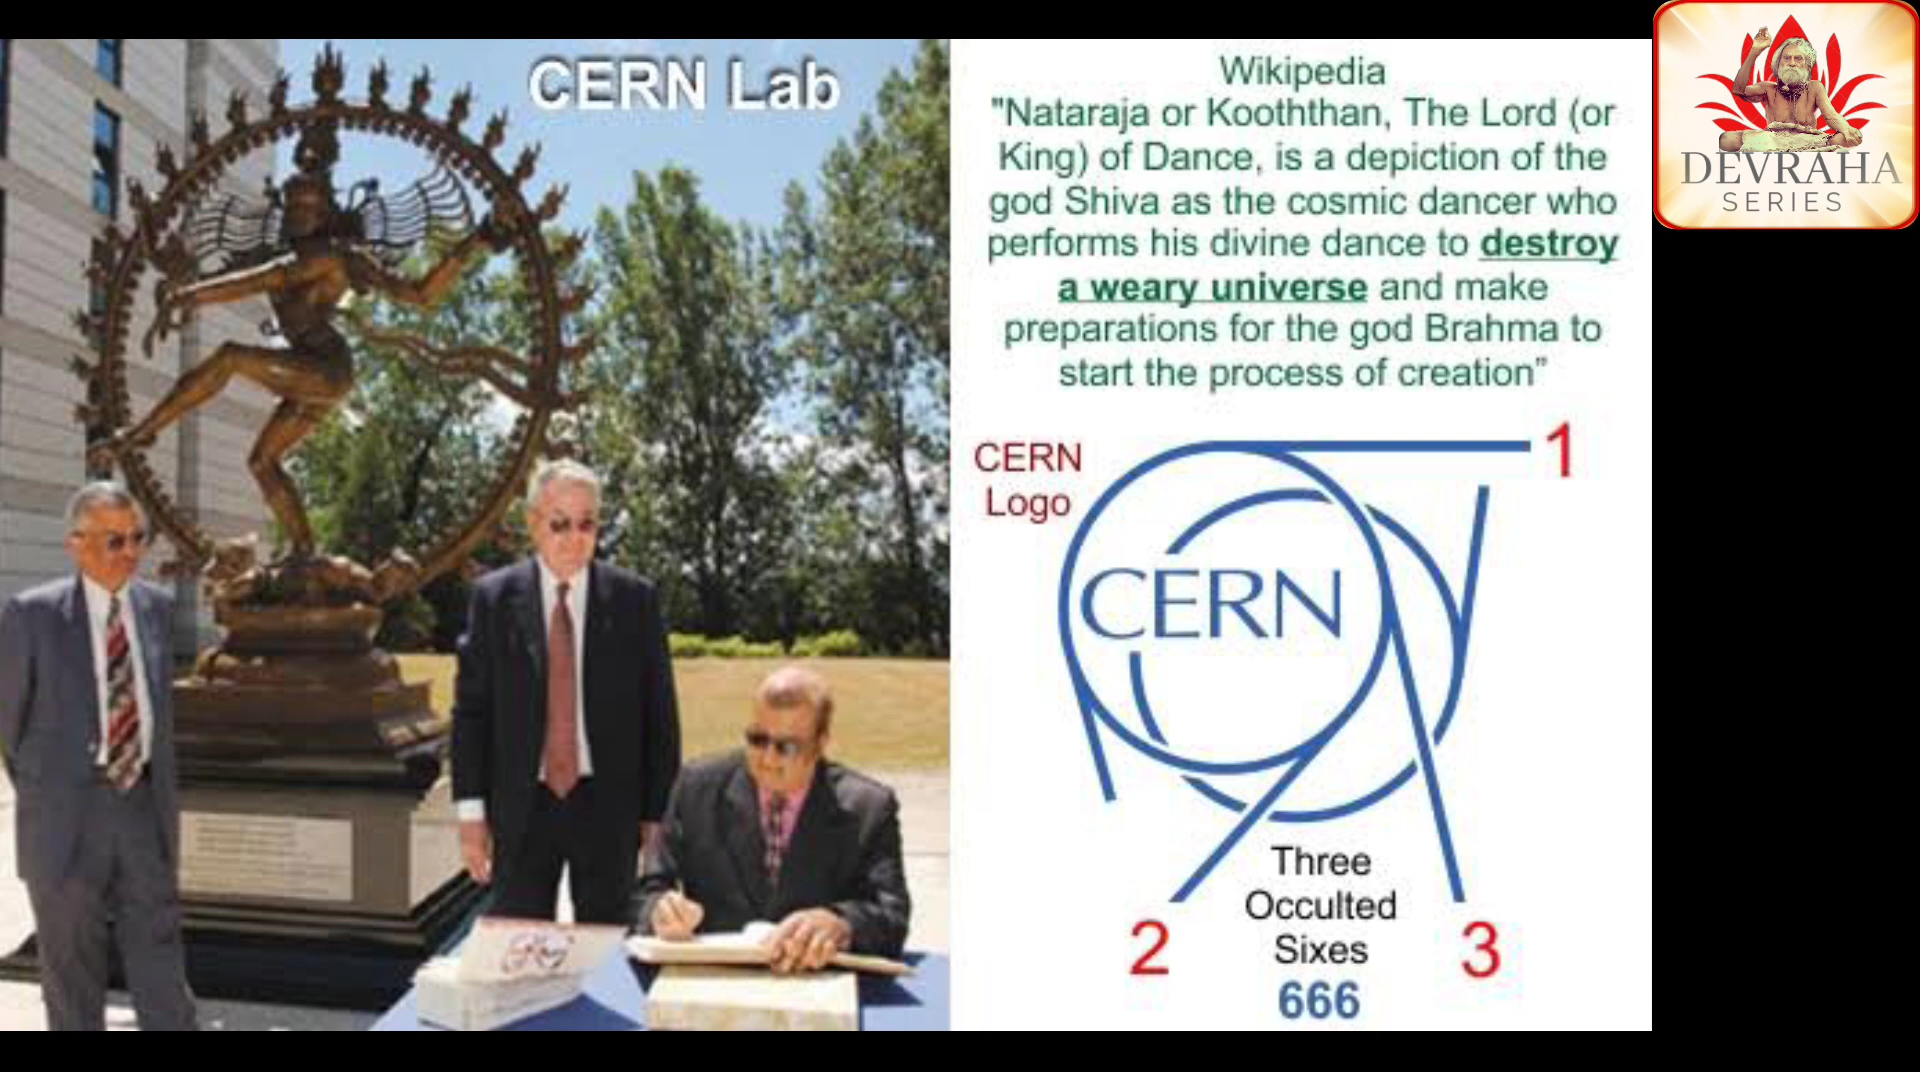 CERN Lab
Wikipedia
"Nataraja or Kooththan, The Lord (or
King) of Dance, is a depiction of the
god Shiva as the cosmic dancer who
performs his divine dance to destroy
a weary universe and make
preparations for the god Brahma to
start the process of creation”
CERN
Logo
1
CERN
2
Three
Occulted
Sixes
666
3
DEVRAHA
SERIES